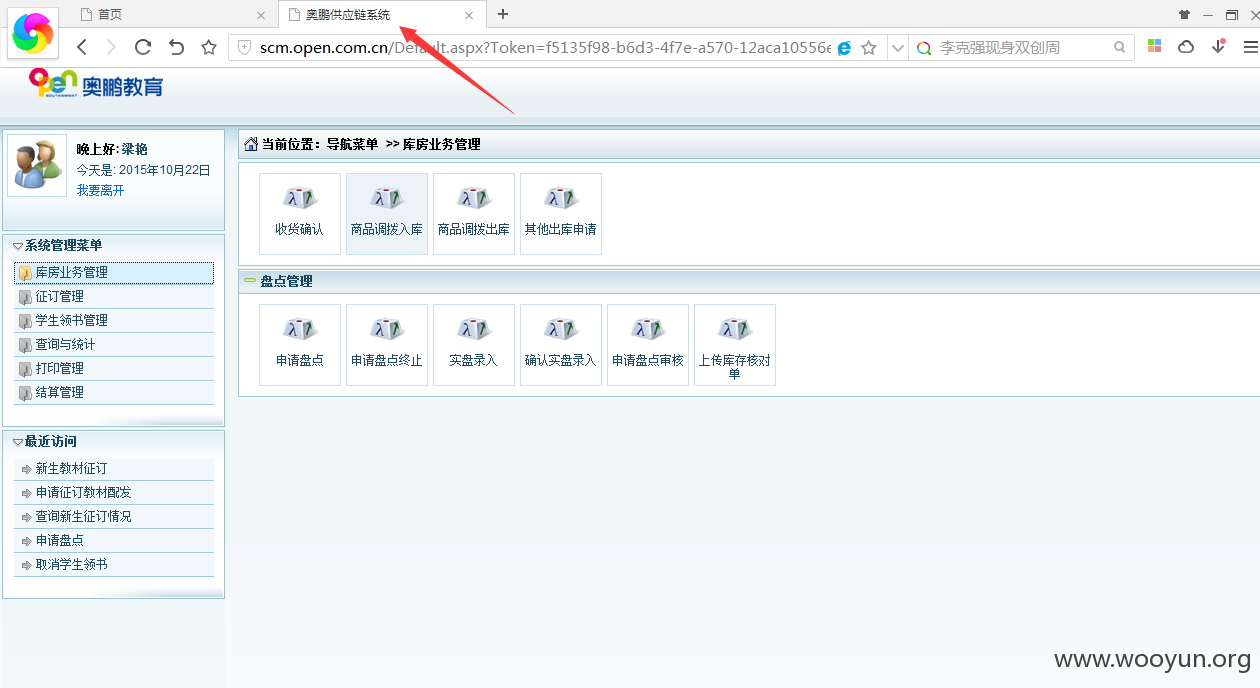 首页
奥鹏供应链系统
scm.open.com.cn/Default.aspx?Token=f5135f98-b6d3-4f7e-a570-12aca10556e
李克强现身双创周
open
奥鹏教育
晚上好:梁艳
今天是: 2015年10月22日
我要离开
系统管理菜单
库房业务管理
征订管理
学生领书管理
查询与统计
打印管理
结算管理
最近访问
新生教材征订
申请征订教材配发
查询新生征订情况
申请盘点
取消学生领书
当前位置：导航菜单 >> 库房业务管理
收货确认
商品调拨入库
商品调拨出库
其他出库申请
盘点管理
申请盘点
申请盘点终止
实盘录入
确认实盘录入
申请盘点审核
上传库存核对
单
www.wooyun.org